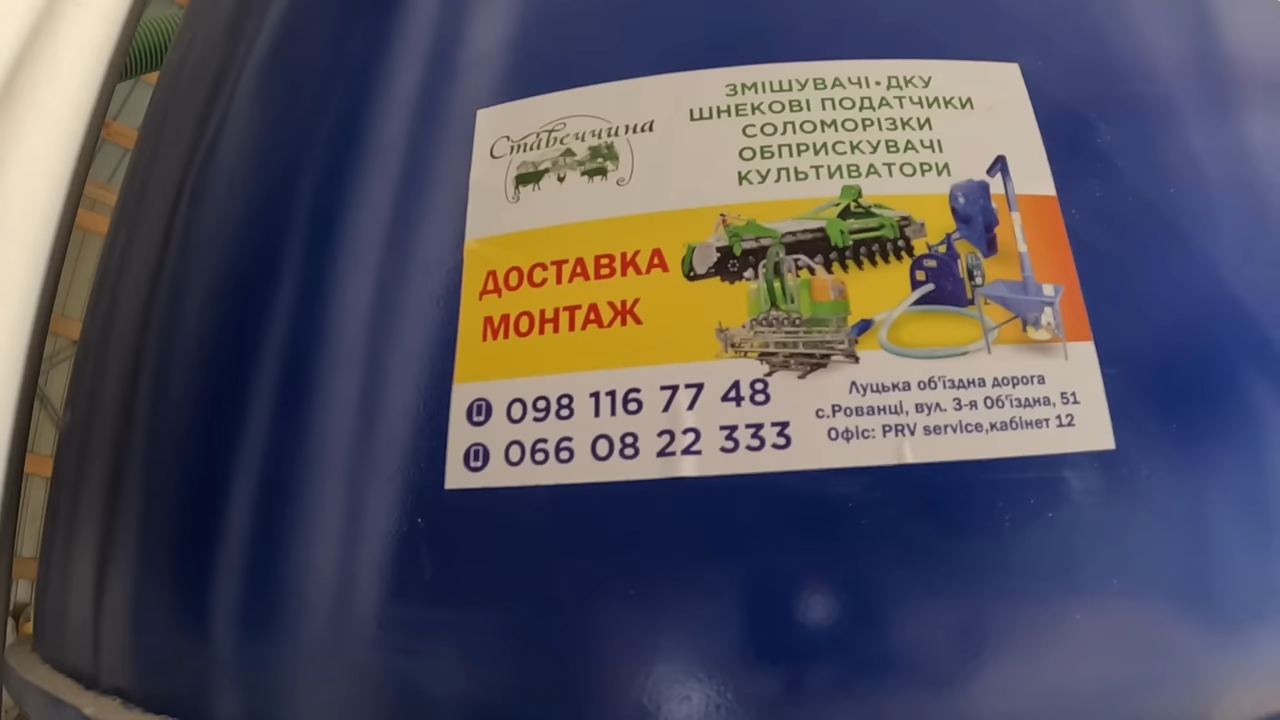 Ставеччина
ЗМІШУВАЧІ•ДКУ
ШНЕКОВІ ПОДАТЧИКИ
СОЛОМОРІЗКИ
ОБПРИСКУВАЧІ
КУЛЬТИВАТОРИ
ДОСТАВКА
МОНТАЖ
098 116 77 48
066 08 22 333
Луцька об'їздна дорога
с.Рованці, вул. 3-я Об'їздна, 51
Офіс: PRV service,кабінет 12